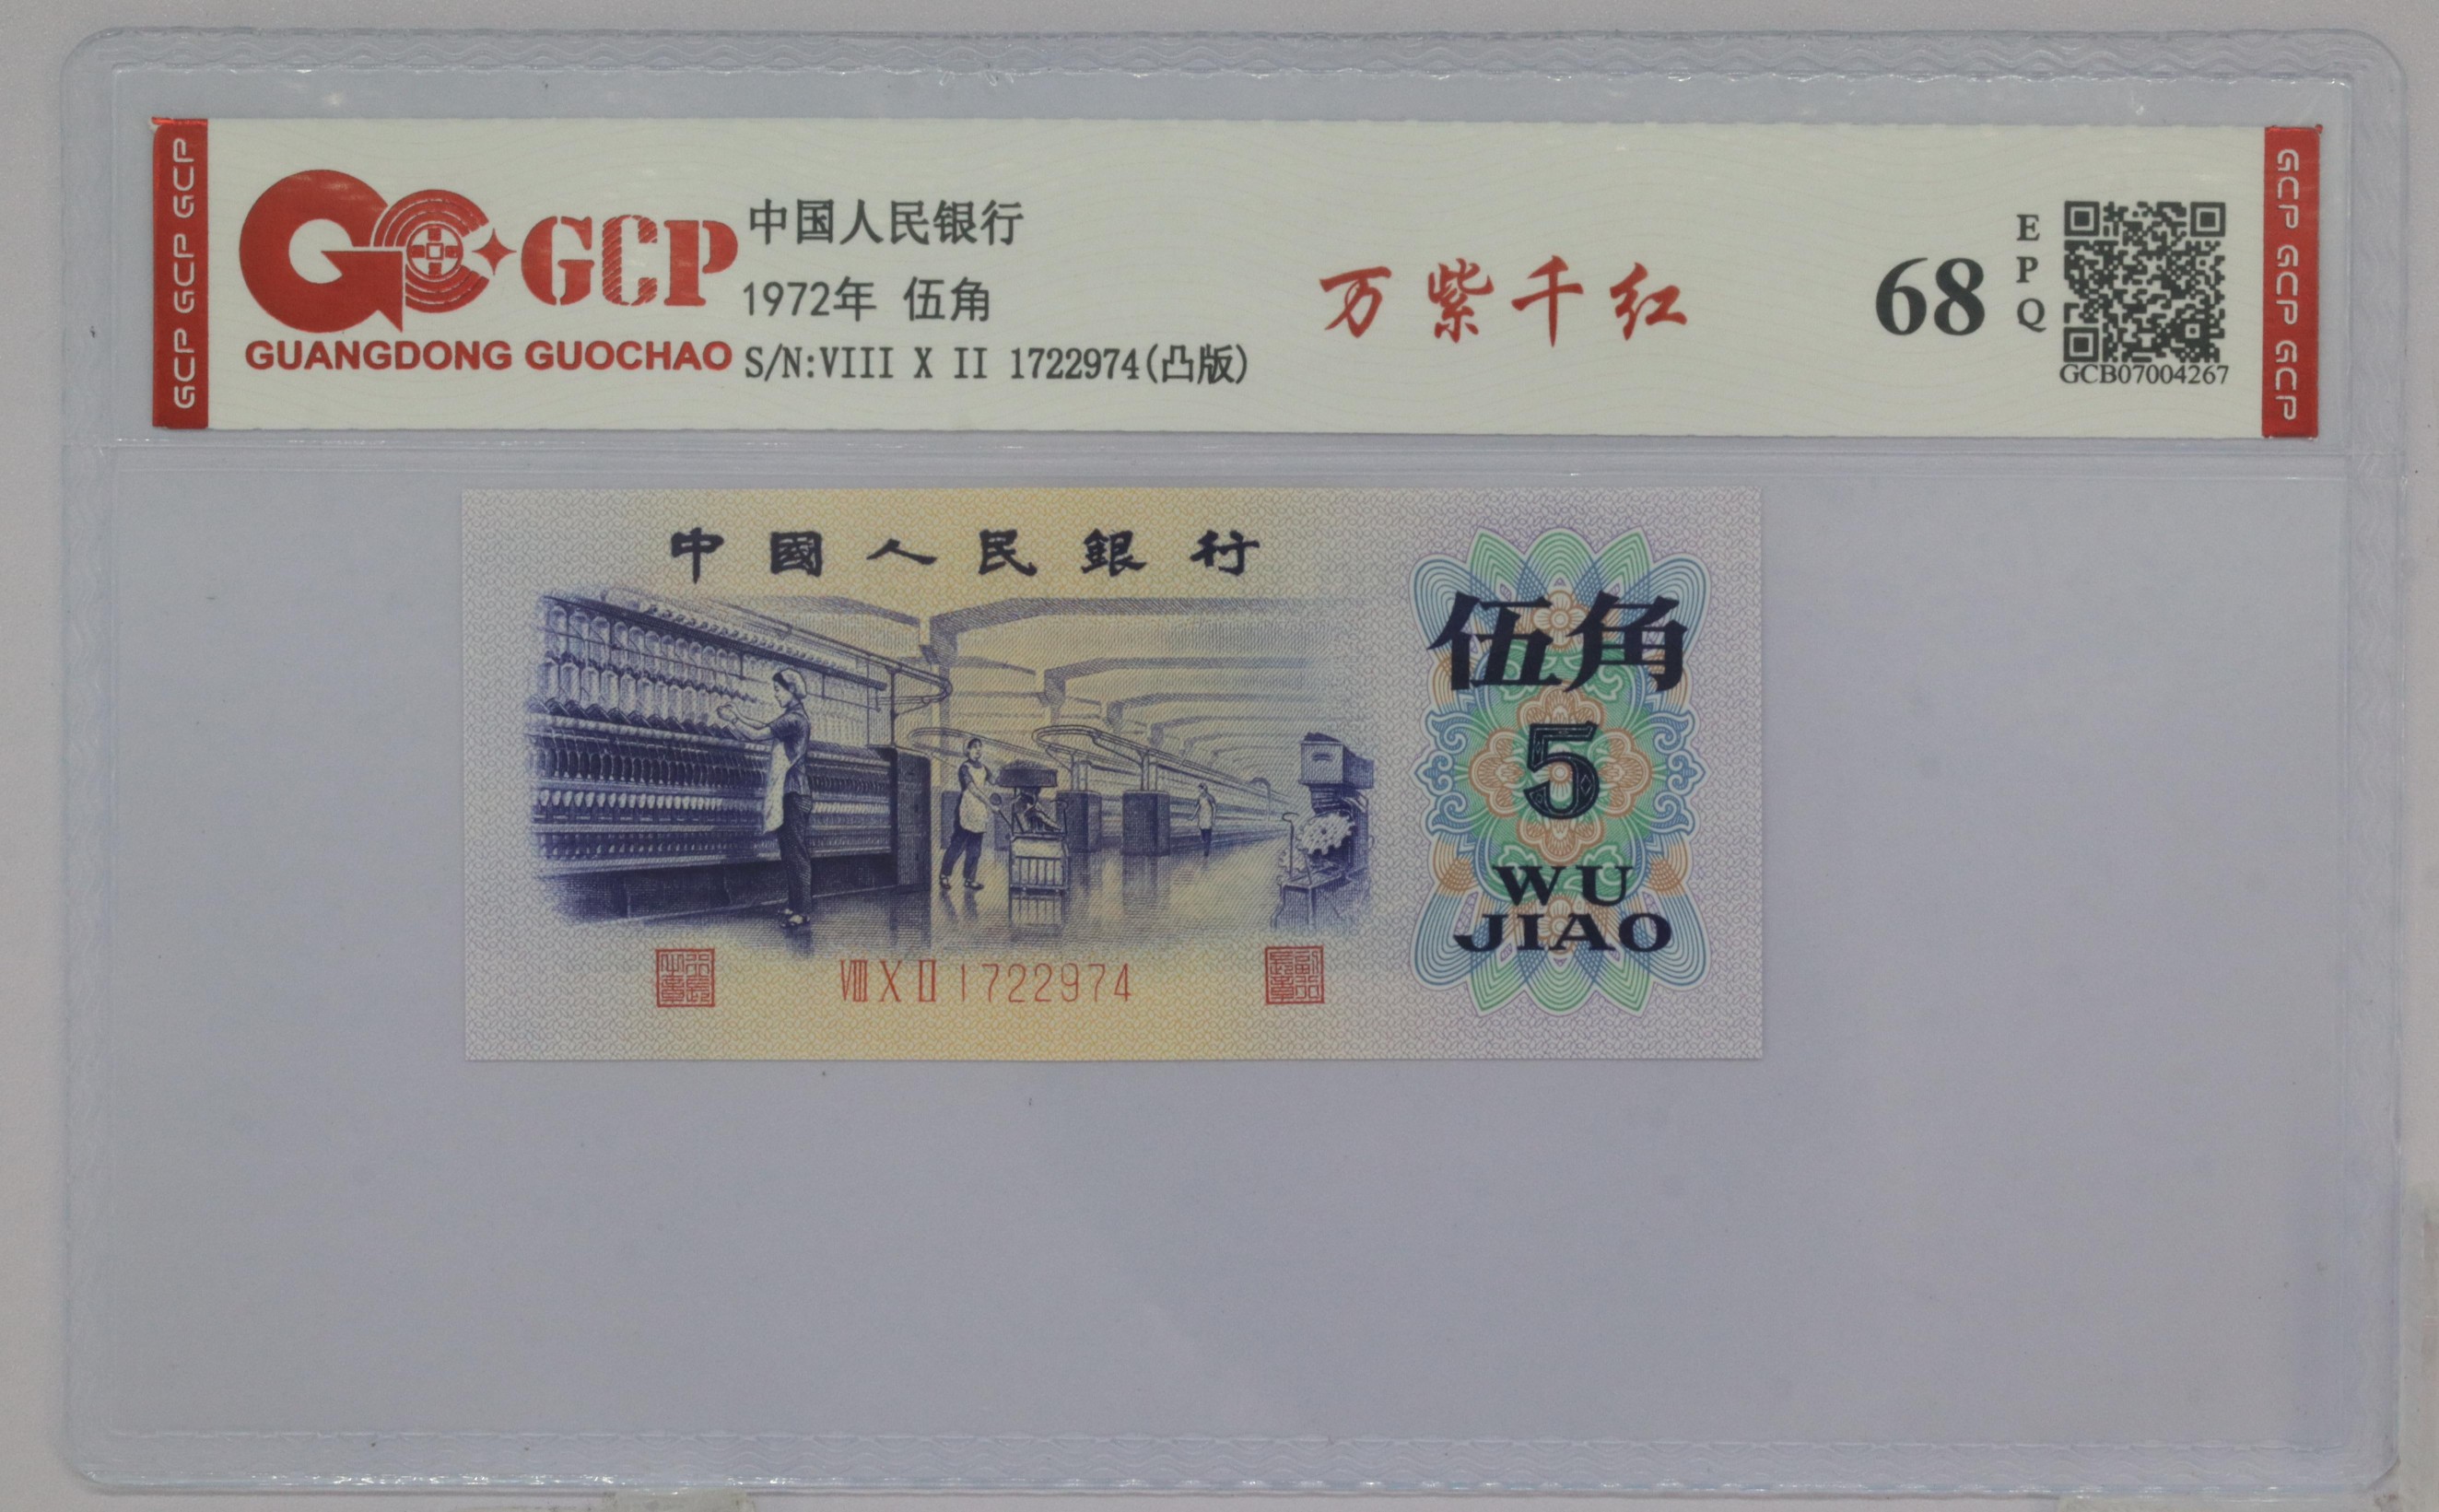 GCP GCP GCP
GCP
GUANGDONG GUOCHAO
中国人民银行
1972年 伍角
S/N:VIII X II 1722974(凸版)
万紫千红
68
EPQ
GCB07004267
GCP GCP GCP
中國人民銀行
伍角
5
WU
JIAO
VIII X II 1722974